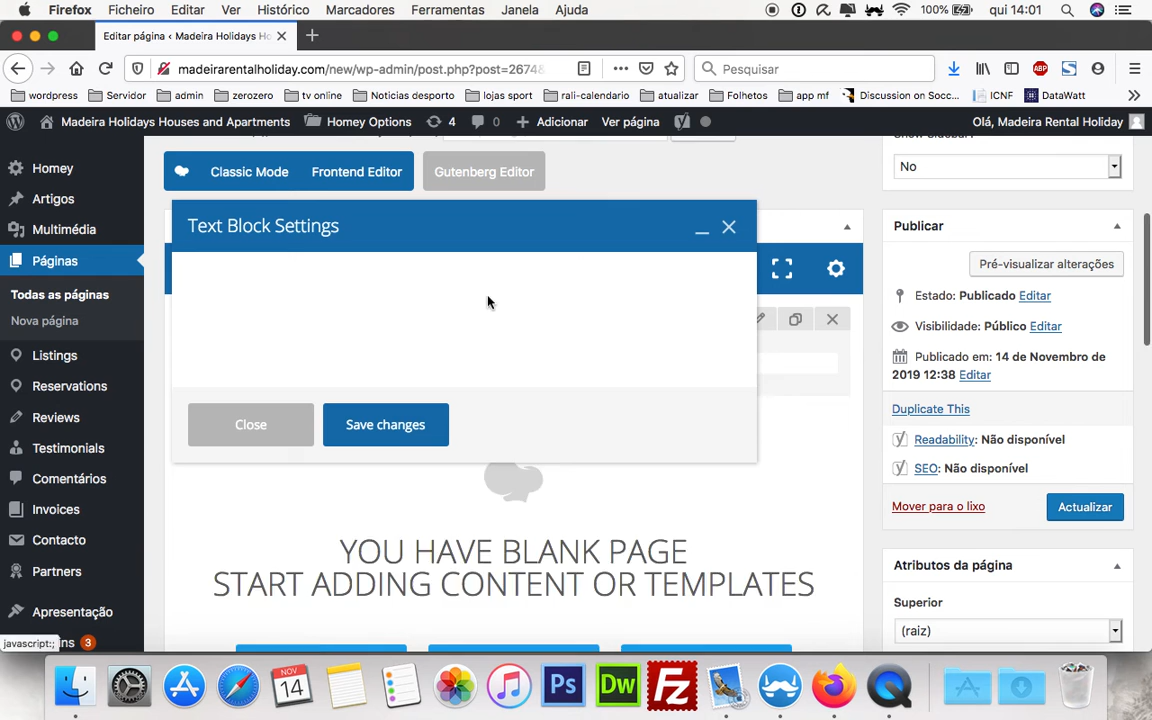 Firefox Ficheiro Editar Ver Histórico Marcadores Ferramentas Janela Ajuda 100% qui 14:01
Editar página ‹ Madeira Holidays Ho
madeirarentalholiday.com/new/wp-admin/post.php?post=2674& Pesquisar ABP
wordpress Servidor admin zerozero tv online Noticias desporto lojas sport rali-calendario atualizar Folhetos app mf Discussion on Socc... ICNF DataWatt
Madeira Holidays Houses and Apartments Homey Options 4 0 Adicionar Ver página Olá, Madeira Rental Holiday
Homey
Artigos
Multimédia
Páginas
Todas as páginas
Nova página
Listings
Reservations
Reviews
Testimonials
Comentários
Invoices
Contacto
Partners
Apresentação
ins 3
javascript:;
Classic Mode Frontend Editor Gutenberg Editor
Text Block Settings
Close Save changes
YOU HAVE BLANK PAGE
START ADDING CONTENT OR TEMPLATES
No
Publicar
Pré-visualizar alterações
Estado: Publicado Editar
Visibilidade: Público Editar
Publicado em: 14 de Novembro de
2019 12:38 Editar
Duplicate This
Readability: Não disponível
SEO: Não disponível
Mover para o lixo Actualizar
Atributos da página
Superior
(raiz)
NOV
14
Ps
Dw
Fz